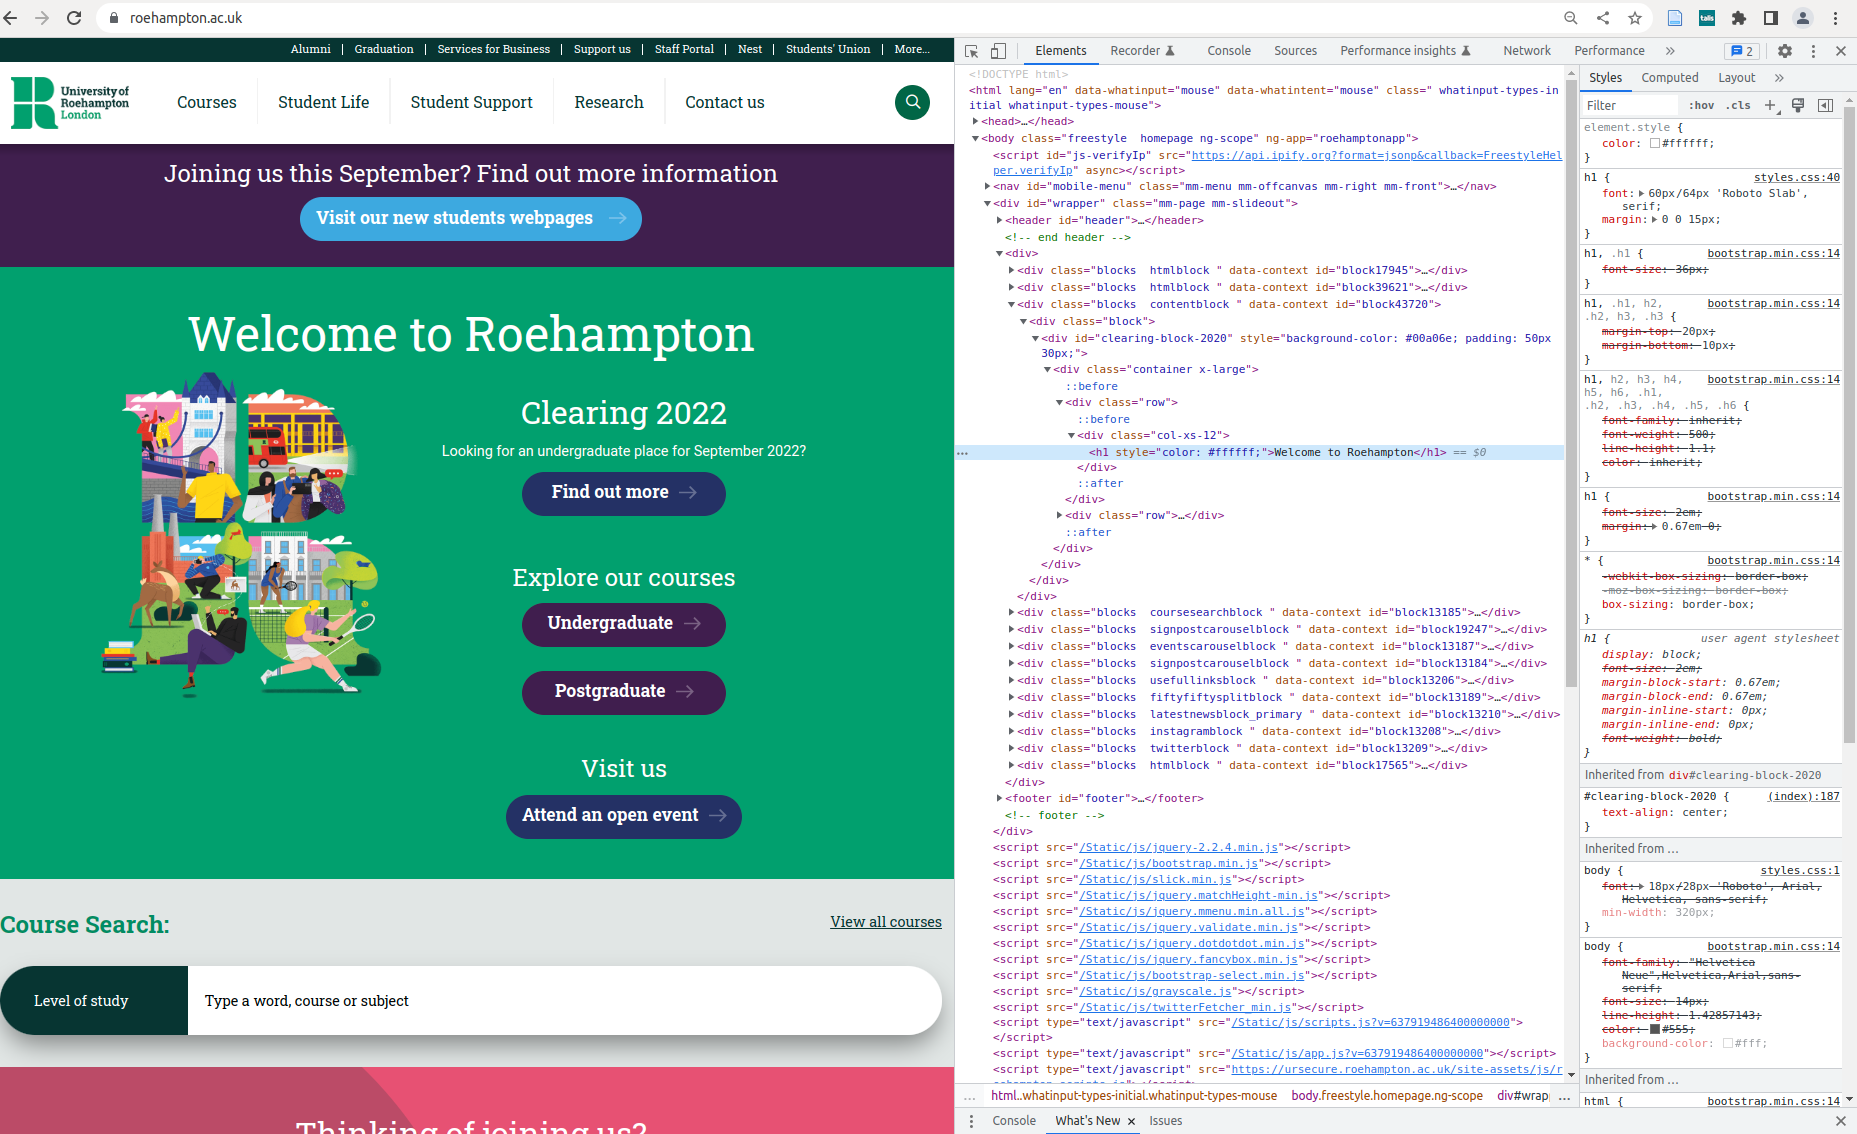 roehampton.ac.uk
Alumni | Graduation | Services for Business | Support us | Staff Portal | Nest | Students' Union | More...
University of
Roehampton
London
Courses
Student Life
Student Support
Research
Contact us
Joining us this September? Find out more information
Visit our new students webpages
Welcome to Roehampton
Clearing 2022
Looking for an undergraduate place for September 2022?
Find out more
Explore our courses
Undergraduate
Postgraduate
Visit us
Attend an open event
Course Search:
View all courses
Level of study
Type a word, course or subject
Thinking of joining us?
talis
Elements
Recorder
Console
Sources
Performance insights
Network
Performance
»
2
<!DOCTYPE html>
<html lang="en" data-whatinput="mouse" data-whatintent="mouse" class=" whatinput-types-in
itial whatinput-types-mouse">
<head>…</head>
<body class="freestyle  homepage ng-scope" ng-app="roehamptonapp">
<script id="js-verifyIp" src="https://api.ipify.org?format=jsonp&callback=FreestyleHel
per.verifyIp" async></script>
<nav id="mobile-menu" class="mm-menu mm-offcanvas mm-right mm-front">…</nav>
<div id="wrapper" class="mm-page mm-slideout">
<header id="header">…</header>
<!-- end header -->
<div>
<div class="blocks  htmlblock " data-context id="block17945">…</div>
<div class="blocks  htmlblock " data-context id="block39621">…</div>
<div class="blocks  contentblock " data-context id="block43720">
<div class="block">
<div id="clearing-block-2020" style="background-color: #00a06e; padding: 50px
30px;">
<div class="container x-large">
::before
<div class="row">
::before
<div class="col-xs-12">
… <h1 style="color: #ffffff;">Welcome to Roehampton</h1> == $0
</div>
::after
</div>
<div class="row">…</div>
::after
</div>
</div>
</div>
</div>
<div class="blocks  coursesearchblock " data-context id="block13185">…</div>
<div class="blocks  signpostcarouselblock " data-context id="block19247">…</div>
<div class="blocks  eventscarouselblock " data-context id="block13187">…</div>
<div class="blocks  signpostcarouselblock " data-context id="block13184">…</div>
<div class="blocks  usefullinksblock " data-context id="block13206">…</div>
<div class="blocks  fiftyfiftysplitblock " data-context id="block13189">…</div>
<div class="blocks  latestnewsblock_primary " data-context id="block13210">…</div>
<div class="blocks  instagramblock " data-context id="block13208">…</div>
<div class="blocks  twitterblock " data-context id="block13209">…</div>
<div class="blocks  htmlblock " data-context id="block17565">…</div>
</div>
<footer id="footer">…</footer>
<!-- footer -->
</div>
<script src="/Static/js/jquery-2.2.4.min.js"></script>
<script src="/Static/js/bootstrap.min.js"></script>
<script src="/Static/js/slick.min.js"></script>
<script src="/Static/js/jquery.matchHeight-min.js"></script>
<script src="/Static/js/jquery.mmenu.min.all.js"></script>
<script src="/Static/js/jquery.validate.min.js"></script>
<script src="/Static/js/jquery.dotdotdot.min.js"></script>
<script src="/Static/js/jquery.fancybox.min.js"></script>
<script src="/Static/js/bootstrap-select.min.js"></script>
<script src="/Static/js/grayscale.js"></script>
<script src="/Static/js/twitterFetcher_min.js"></script>
<script type="text/javascript" src="/Static/js/scripts.js?v=637919486400000000">
</script>
<script type="text/javascript" src="/Static/js/app.js?v=637919486400000000"></script>
<script type="text/javascript" src="https://ursecure.roehampton.ac.uk/site-assets/js/r
… html..whatinput-types-initial.whatinput-types-mouse body.freestyle.homepage.ng-scope div#wrap …
Console
What's New
Issues
Styles
Computed
Layout
»
Filter
:hov .cls +
element.style {
color: #ffffff;
}
h1 { styles.css:40
font: 60px/64px 'Roboto Slab',
serif;
margin: 0 0 15px;
}
h1, .h1 { bootstrap.min.css:14
font-size: 36px;
}
h1, .h1, h2, bootstrap.min.css:14
.h2, h3, .h3 {
margin-top: 20px;
margin-bottom: 10px;
}
h1, h2, h3, h4, bootstrap.min.css:14
h5, h6, .h1,
.h2, .h3, .h4, .h5, .h6 {
font-family: inherit;
font-weight: 500;
line-height: 1.1;
color: inherit;
}
h1 { bootstrap.min.css:14
font-size: 2em;
margin: 0.67em 0;
}
* { bootstrap.min.css:14
-webkit-box-sizing: border-box;
-moz-box-sizing: border-box;
box-sizing: border-box;
}
h1 { user agent stylesheet
display: block;
font-size: 2em;
margin-block-start: 0.67em;
margin-block-end: 0.67em;
margin-inline-start: 0px;
margin-inline-end: 0px;
font-weight: bold;
}
Inherited from div#clearing-block-2020
#clearing-block-2020 { (index):187
text-align: center;
}
Inherited from …
body { styles.css:1
font: 18px/28px 'Roboto', Arial,
Helvetica, sans-serif;
min-width: 320px;
}
body { bootstrap.min.css:14
font-family: "Helvetica
Neue",Helvetica,Arial,sans-
serif;
font-size: 14px;
line-height: 1.42857143;
color: #555;
background-color: #fff;
}
Inherited from …
html { bootstrap.min.css:14